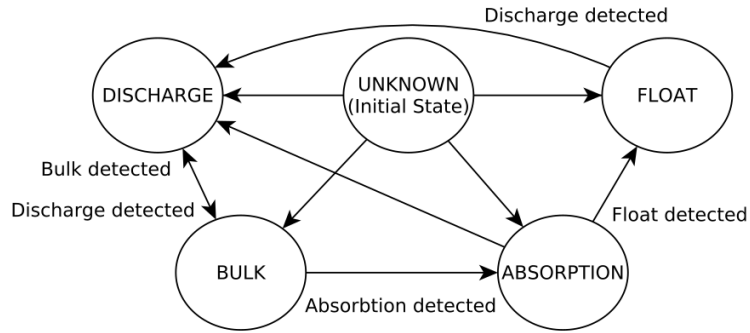 Discharge detected
DISCHARGE
UNKNOWN
(Initial State)
FLOAT
Bulk detected
Discharge detected
Float detected
BULK
ABSORPTION
Absorbtion detected